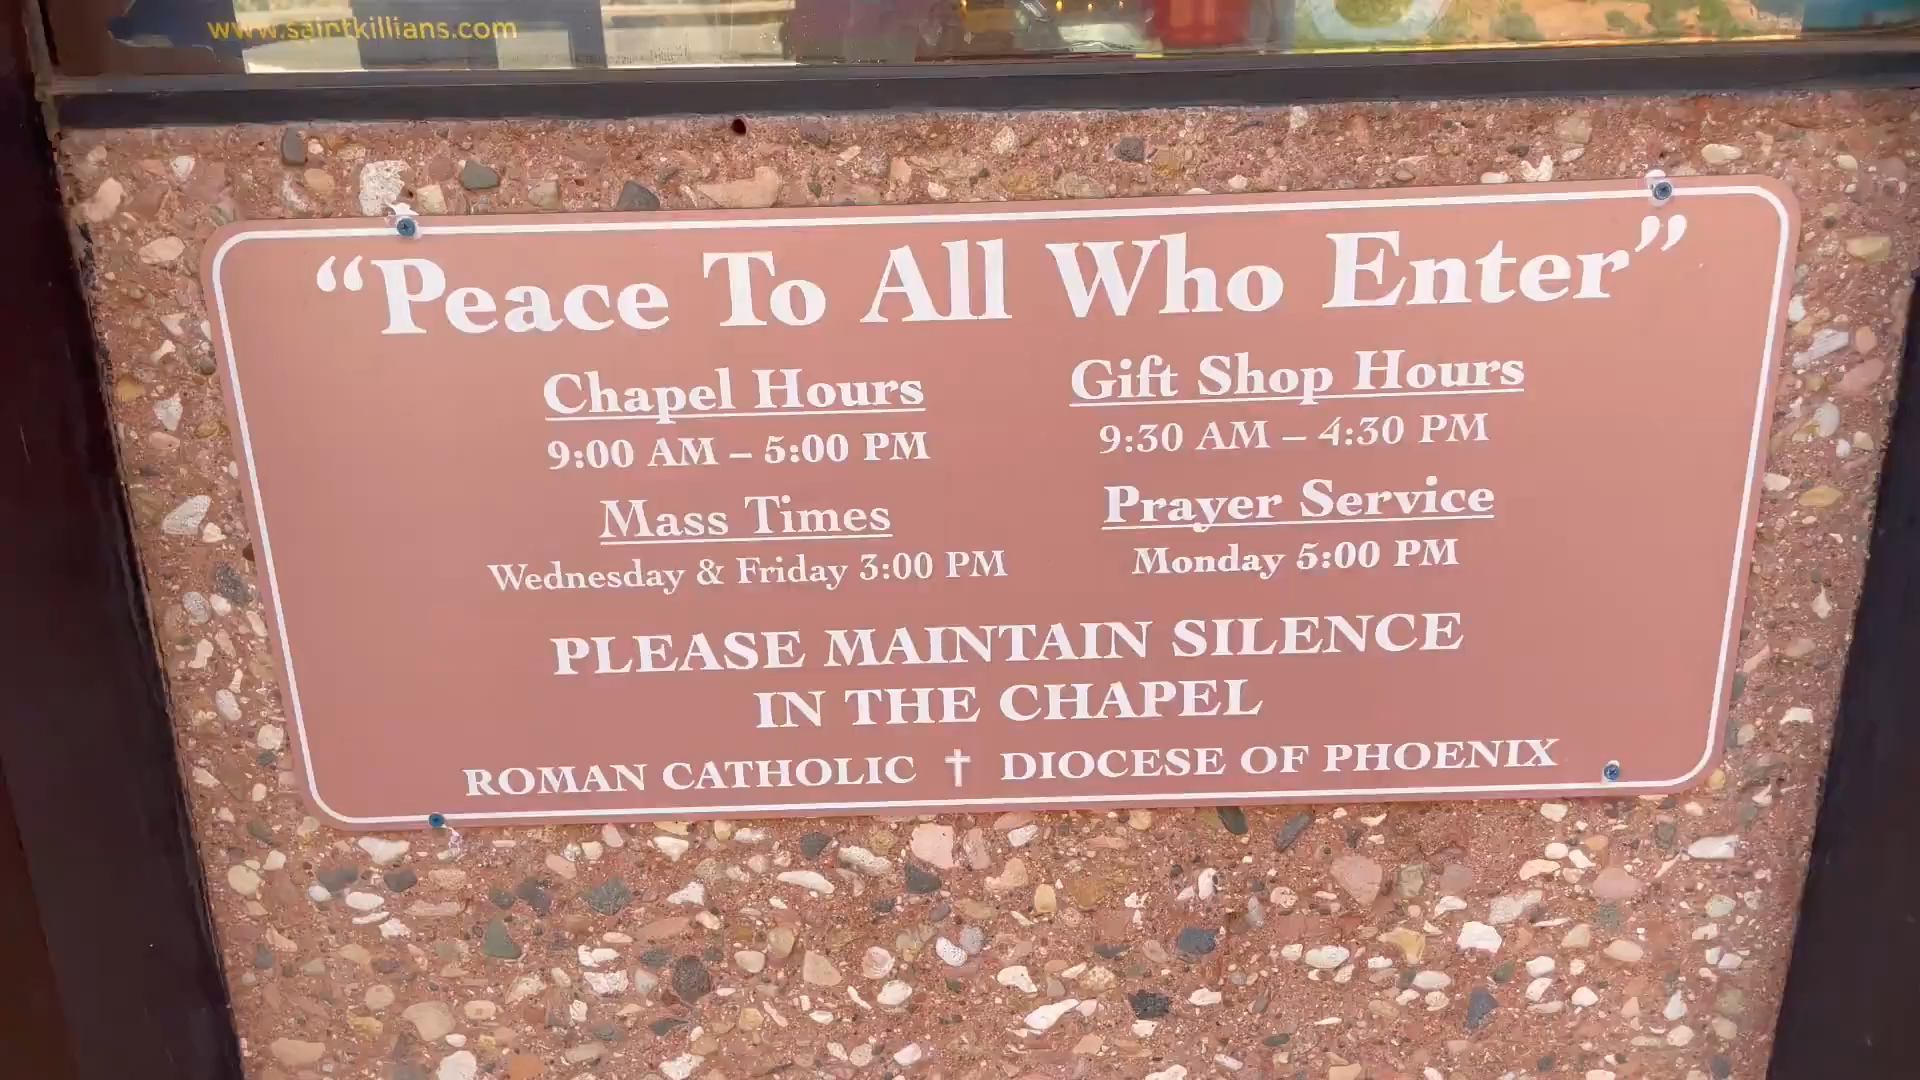 www.saintkillians.com
“Peace To All Who Enter”
Chapel Hours
9:00 AM – 5:00 PM
Gift Shop Hours
9:30 AM – 4:30 PM
Mass Times
Wednesday & Friday 3:00 PM
Prayer Service
Monday 5:00 PM
PLEASE MAINTAIN SILENCE
IN THE CHAPEL
ROMAN CATHOLIC ✝ DIOCESE OF PHOENIX